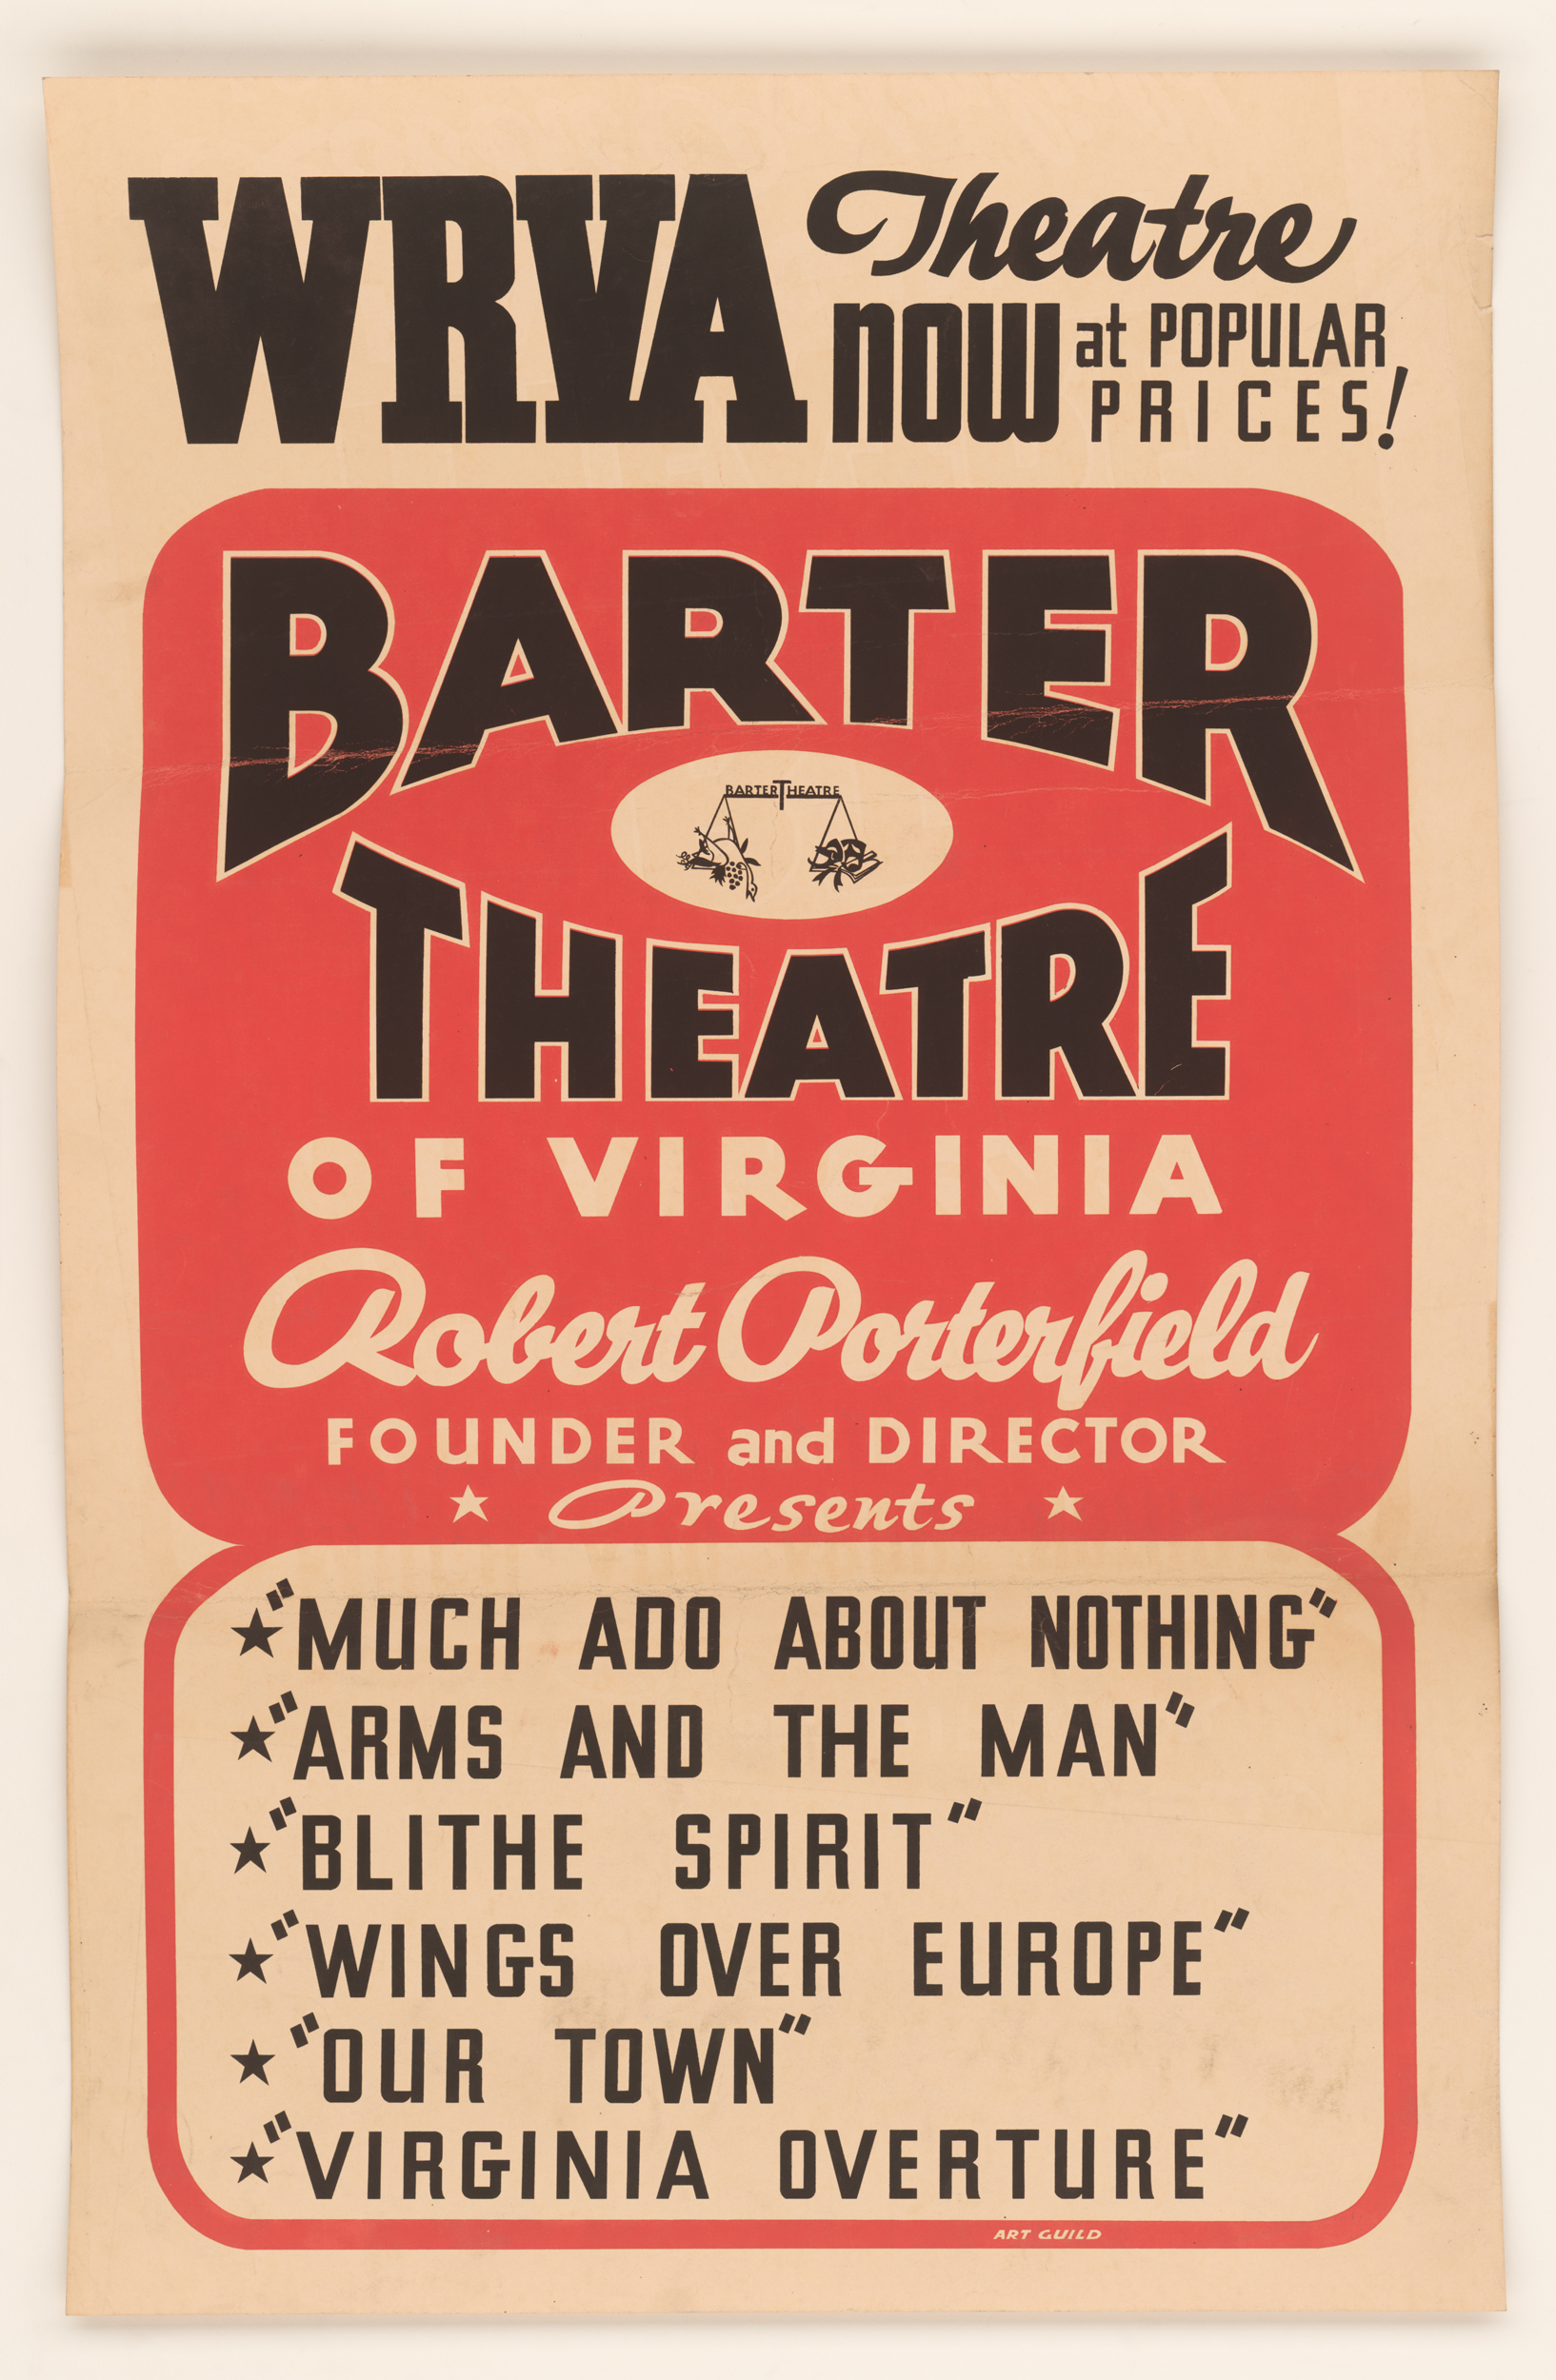 WRVA Theatre
now at POPULAR
PRICES!
BARTER
BARTER THEATRE
THEATRE
OF VIRGINIA
Robert Porterfield
FOUNDER and DIRECTOR
Presents
"MUCH ADO ABOUT NOTHING"
"ARMS AND THE MAN"
"BLITHE SPIRIT"
"WINGS OVER EUROPE"
"OUR TOWN"
"VIRGINIA OVERTURE"
ART GUILD